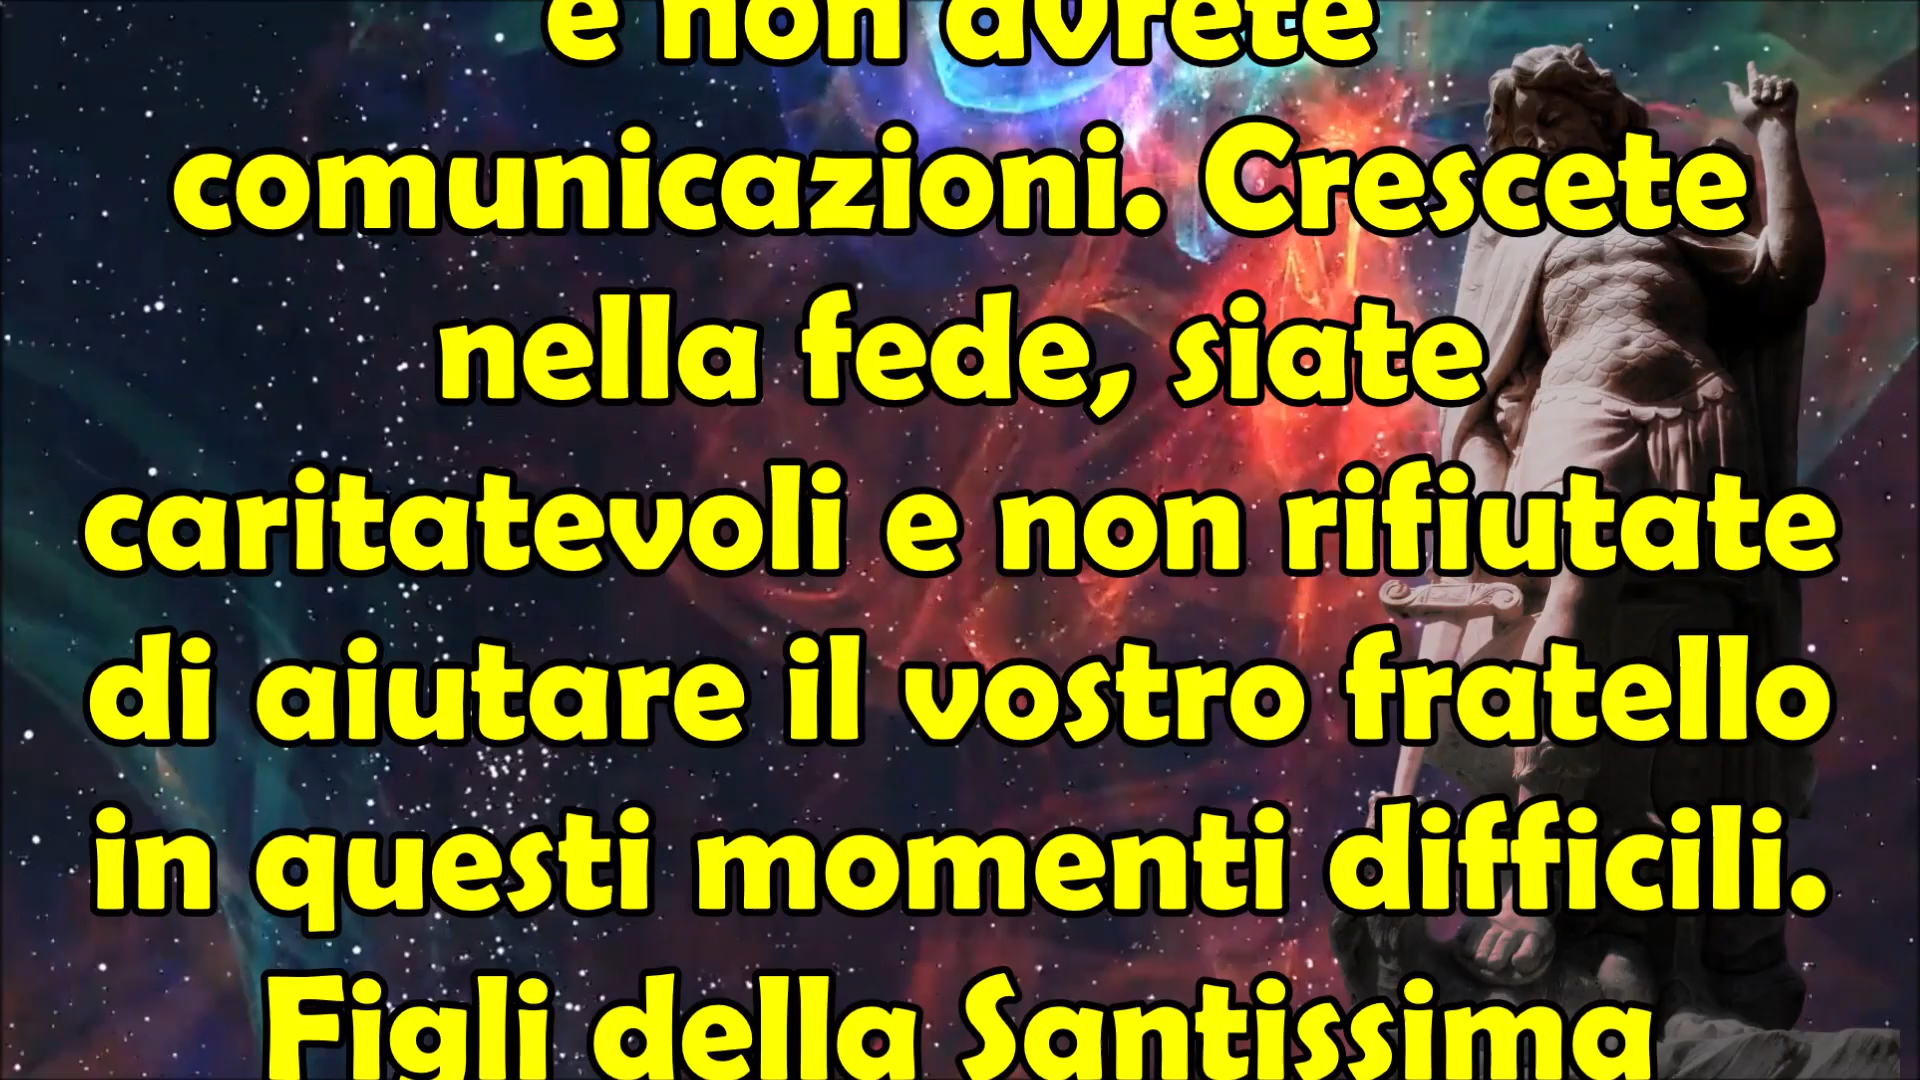 e non avrete
comunicazioni. Crescete
nella fede, siate
caritatevoli e non rifiutate
di aiutare il vostro fratello
in questi momenti difficili.
Figli della Santissima